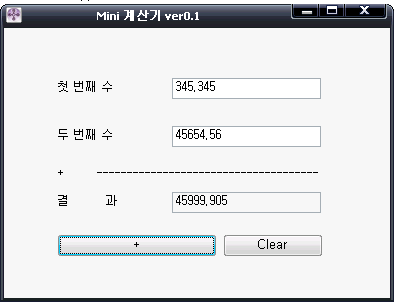 Mini 계산기 ver0.1
첫 번째 수 345,345
두 번째 수 45654,56
+ -------------------------------------
결 과 45999,905
+ Clear